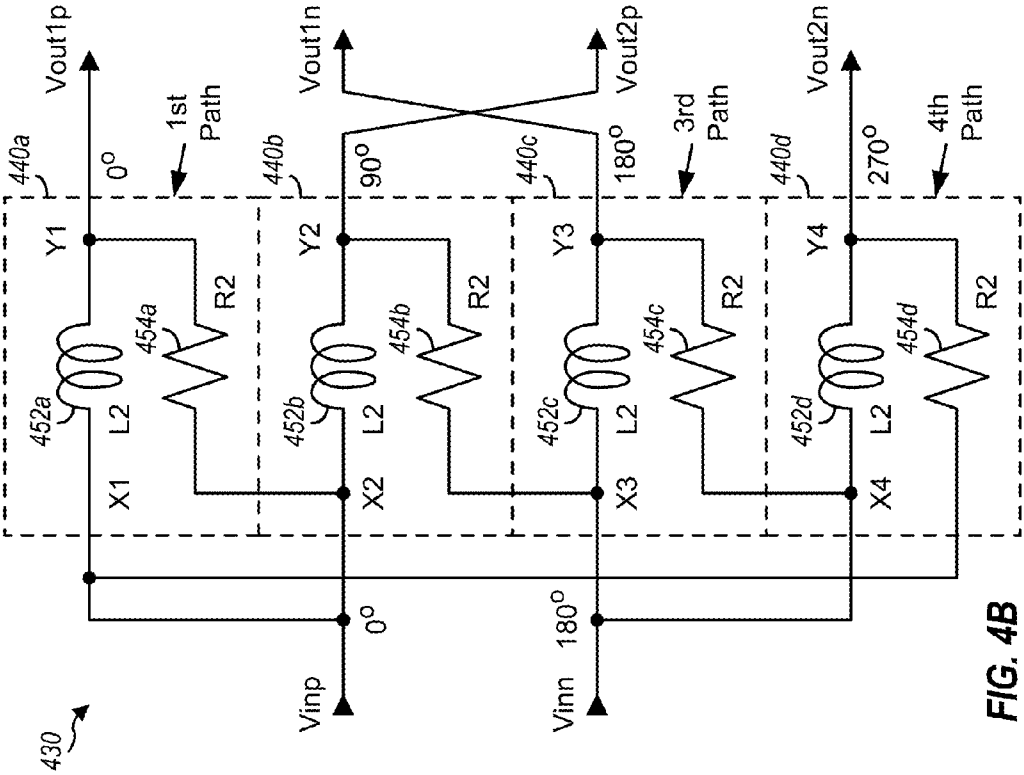 430
Vinp
0°
Vinn
180°
440a
X1
452a
L2
454a
R2
Y1
0°
1st
Path
Vout1p
440b
X2
452b
L2
454b
R2
Y2
90°
Vout1n
440c
X3
452c
L2
454c
R2
Y3
180°
3rd
Path
Vout2p
440d
X4
452d
L2
454d
R2
Y4
270°
4th
Path
Vout2n
FIG. 4B